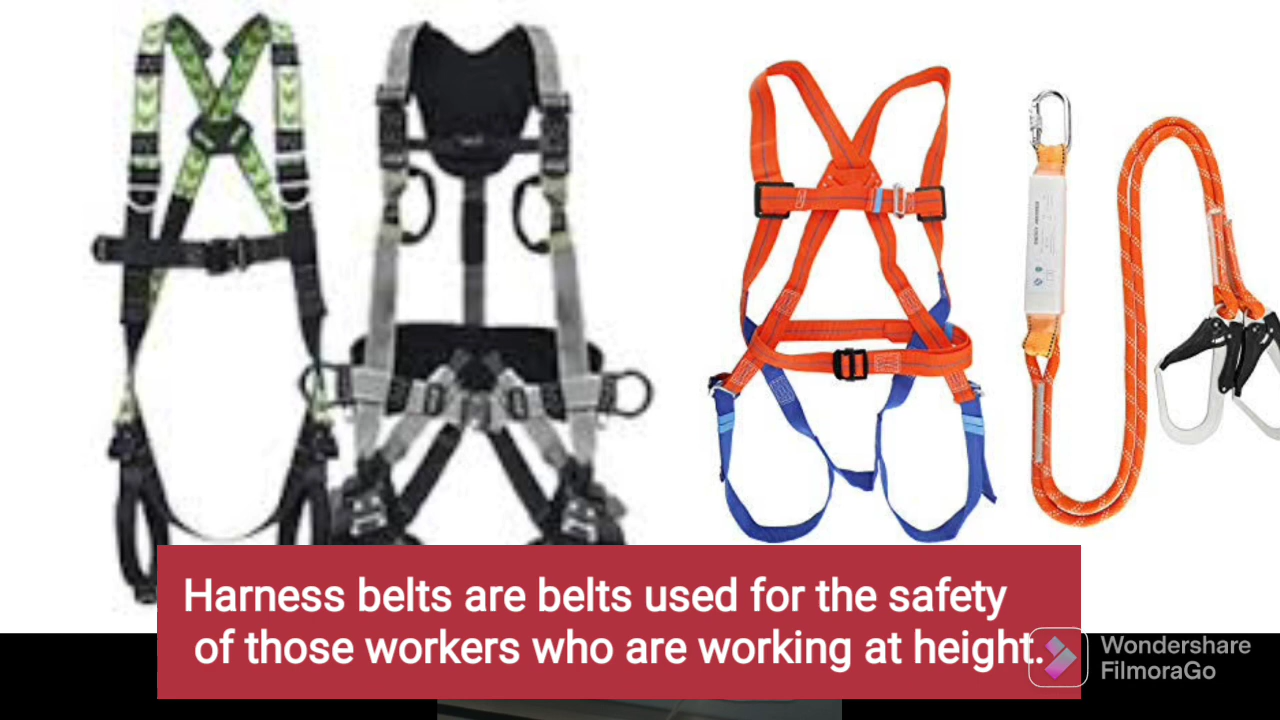 Harness belts are belts used for the safety
of those workers who are working at height.
Wondershare
FilmoraGo